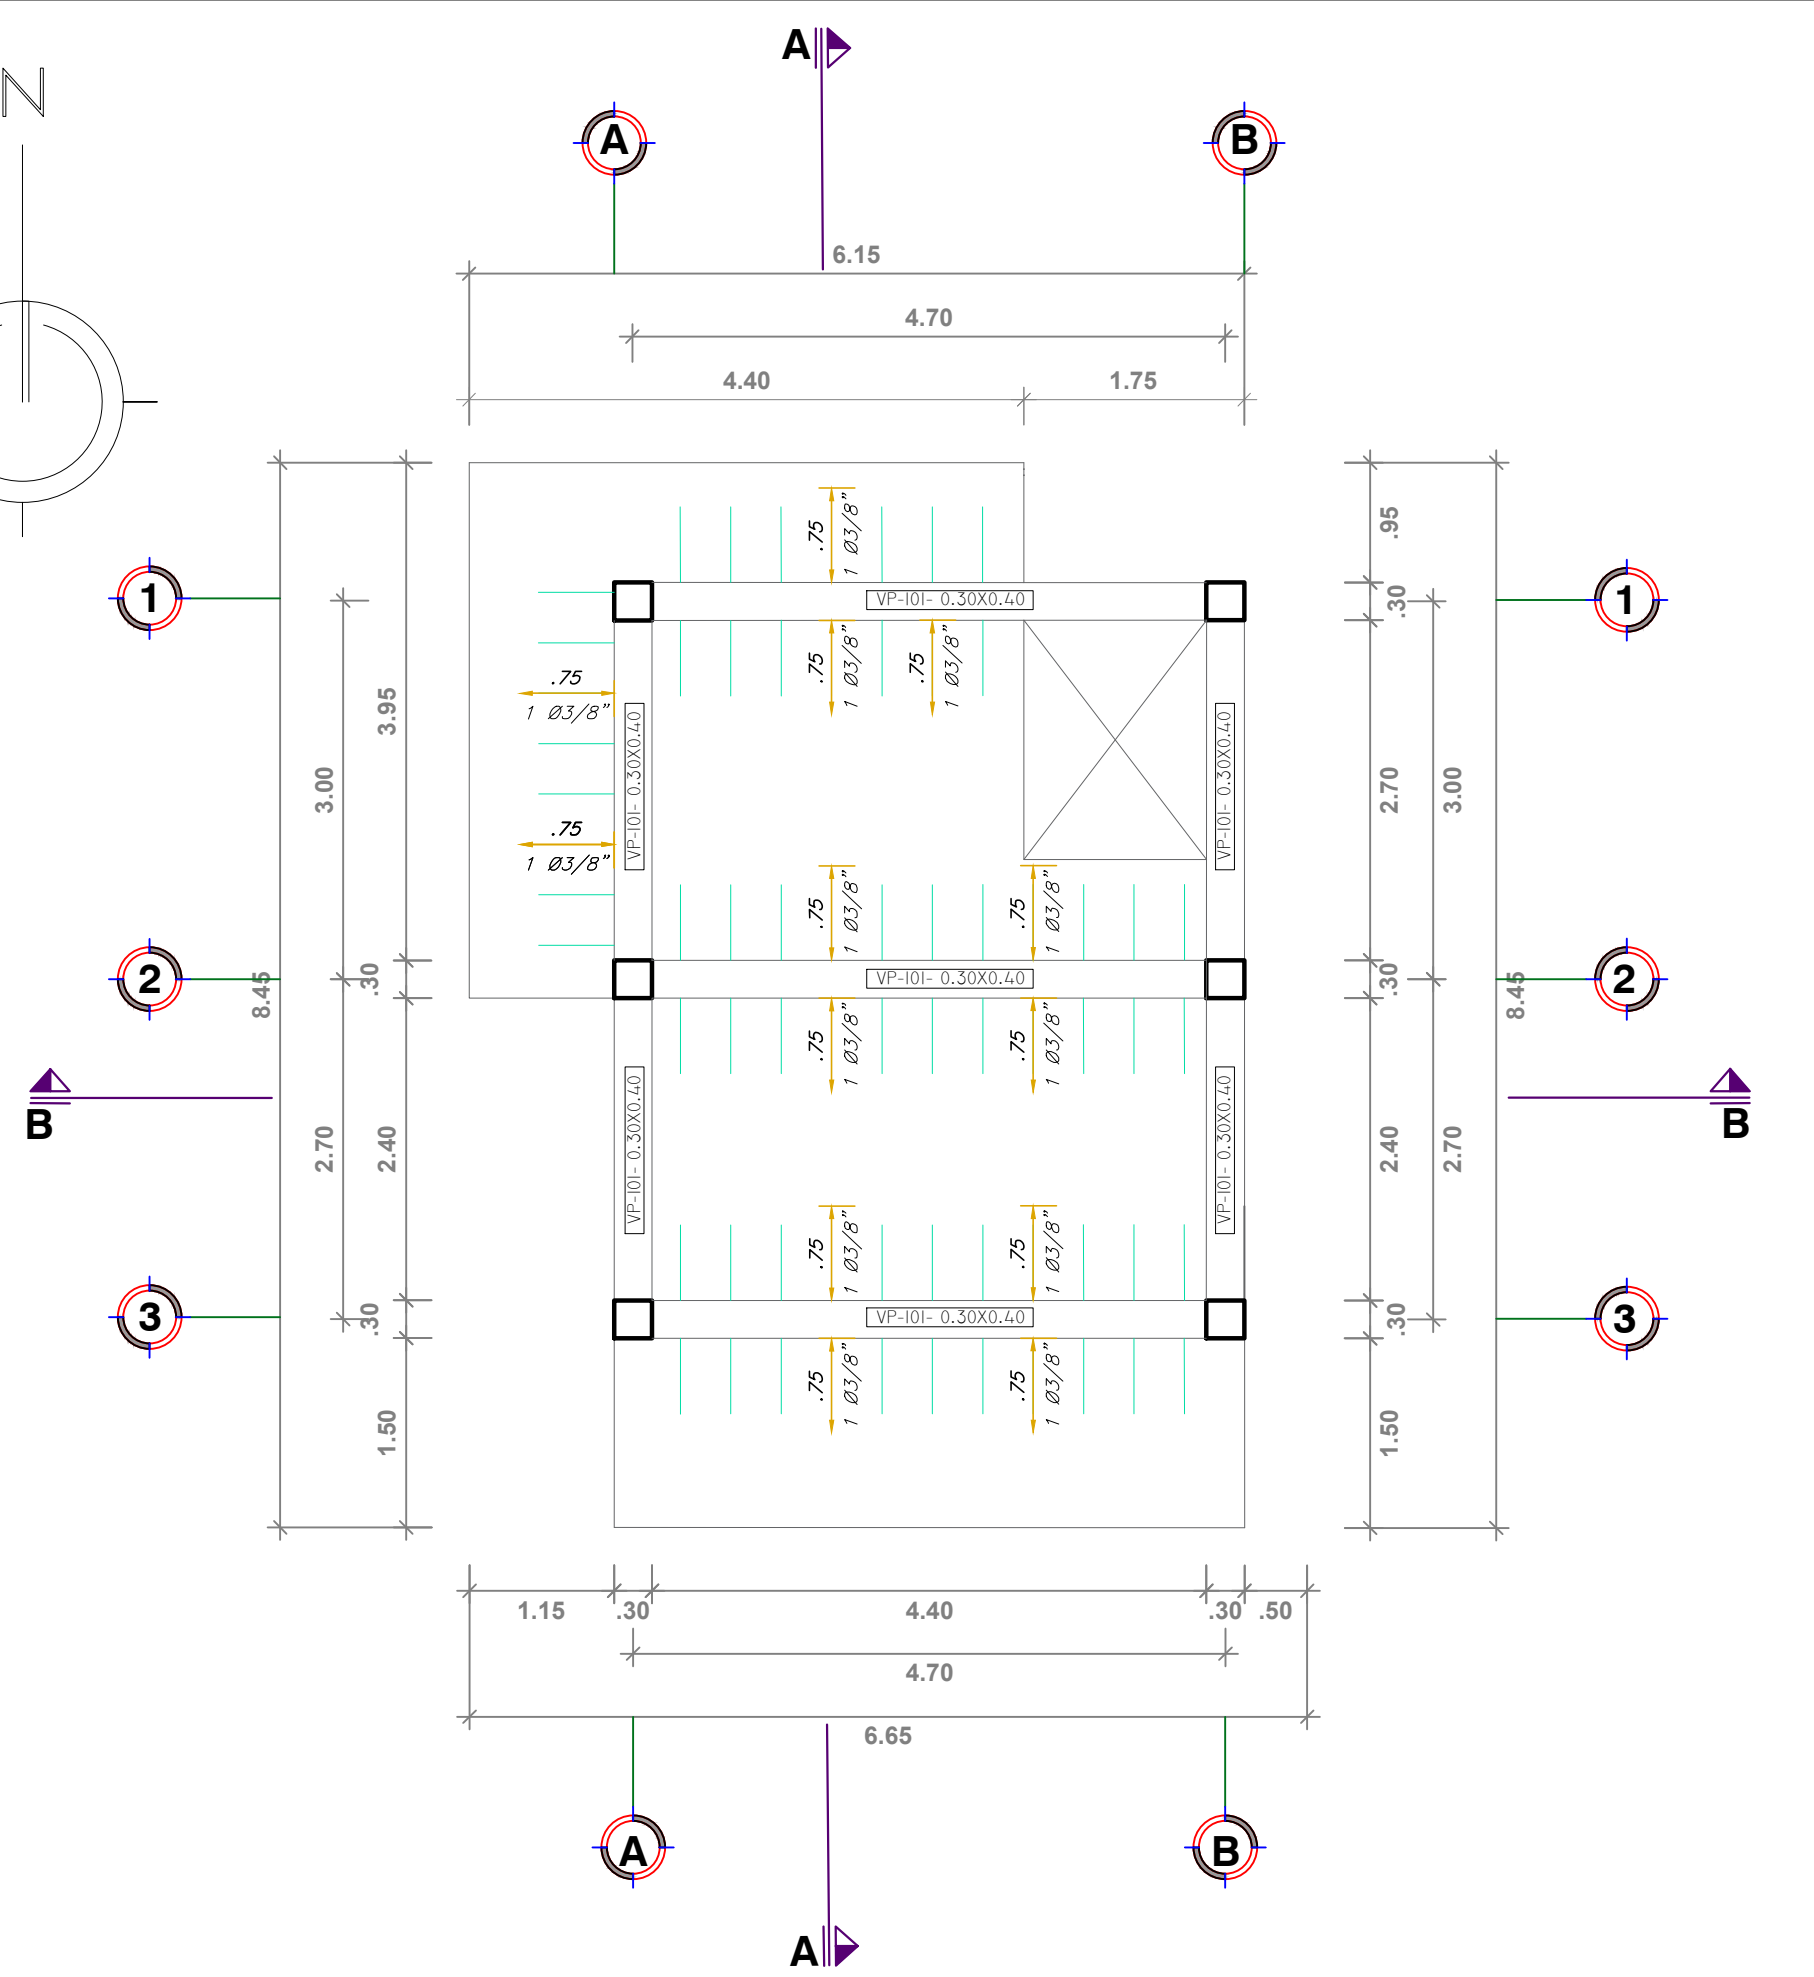 A
N
A
B
6.15
4.70
4.40
1.75
.95
.75
1 Ø3/8"
1
VP-101- 0.30X0.40
.30
1
.75
1 Ø3/8"
.75
1 Ø3/8"
.75
1 Ø3/8"
3.95
3.00
VP-101- 0.30X0.40
VP-101- 0.30X0.40
2.70
3.00
.75
1 Ø3/8"
.75
1 Ø3/8"
.75
1 Ø3/8"
2
8.45
.30
VP-101- 0.30X0.40
.30
8.45
2
.75
1 Ø3/8"
.75
1 Ø3/8"
B
B
2.70
2.40
VP-101- 0.30X0.40
VP-101- 0.30X0.40
2.40
2.70
.75
1 Ø3/8"
.75
1 Ø3/8"
3
.30
VP-101- 0.30X0.40
.30
3
.75
1 Ø3/8"
.75
1 Ø3/8"
1.50
1.50
1.15
.30
4.40
.30
.50
4.70
6.65
A
B
A